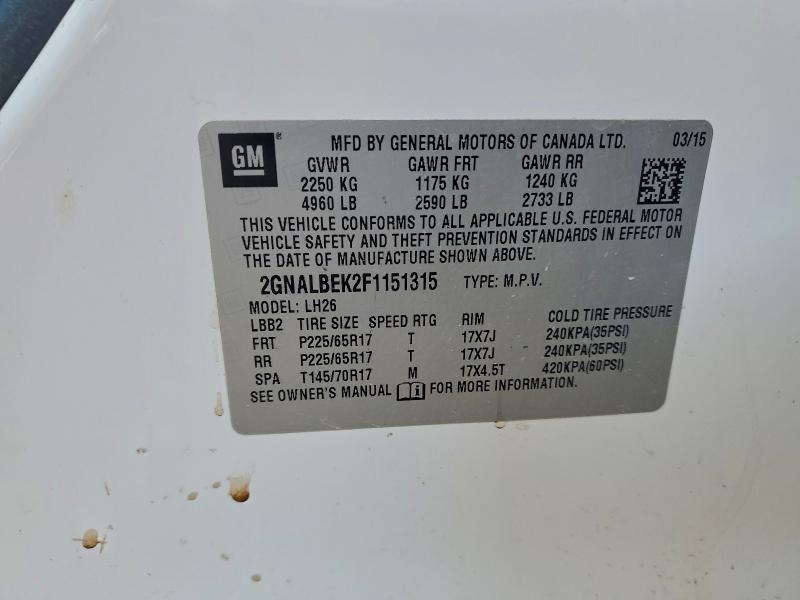 GM ® MFD BY GENERAL MOTORS OF CANADA LTD. 03/15
GVWR GAWR FRT GAWR RR
2250 KG 1175 KG 1240 KG
4960 LB 2590 LB 2733 LB
THIS VEHICLE CONFORMS TO ALL APPLICABLE U.S. FEDERAL MOTOR
VEHICLE SAFETY AND THEFT PREVENTION STANDARDS IN EFFECT ON
THE DATE OF MANUFACTURE SHOWN ABOVE.
2GNALBEK2F1151315 TYPE: M.P.V.
MODEL: LH26
LBB2 TIRE SIZE SPEED RTG RIM COLD TIRE PRESSURE
FRT P225/65R17 T 17X7J 240KPA(35PSI)
RR P225/65R17 T 17X7J 240KPA(35PSI)
SPA T145/70R17 M 17X4.5T 420KPA(60PSI)
SEE OWNER'S MANUAL FOR MORE INFORMATION.